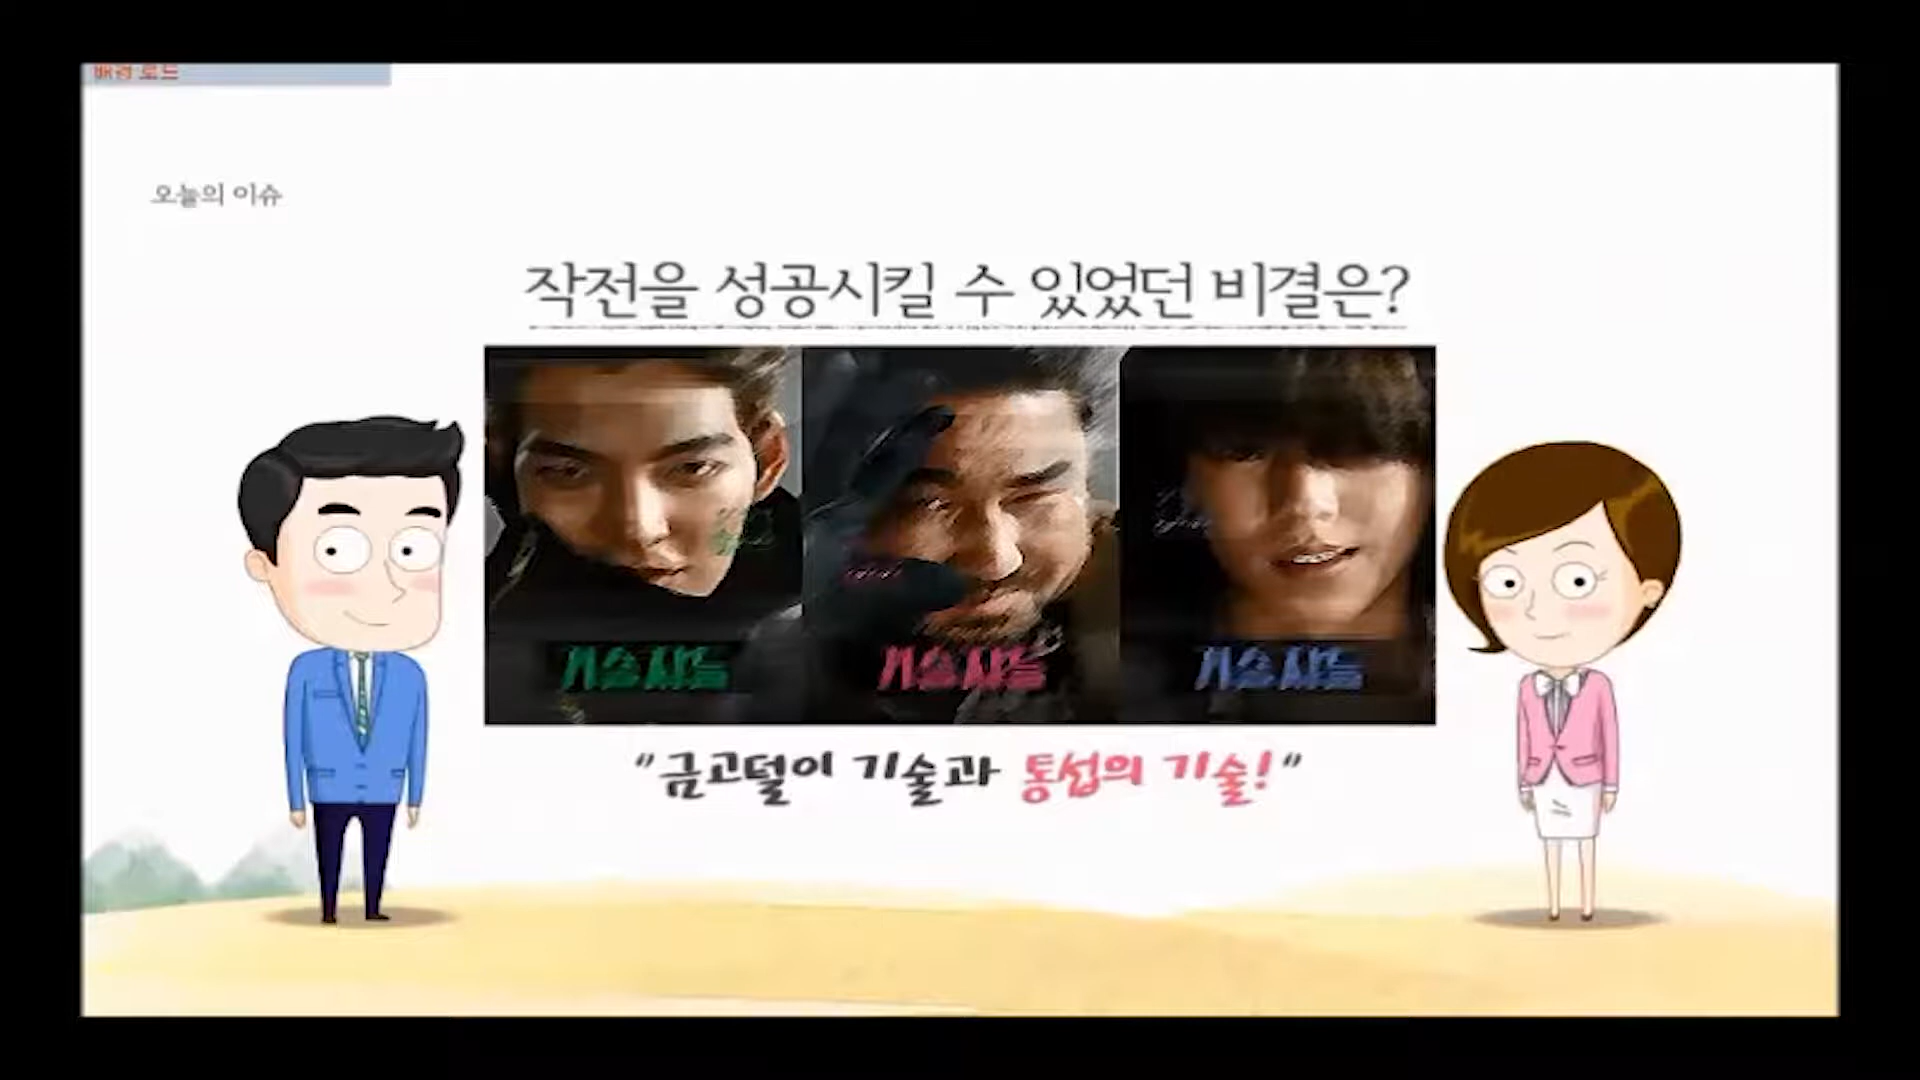 오늘의 이슈
작전을 성공시킬 수 있었던 비결은?
기술자들
기술자들
기술자들
"금고털이 기술과 통섭의 기술!"